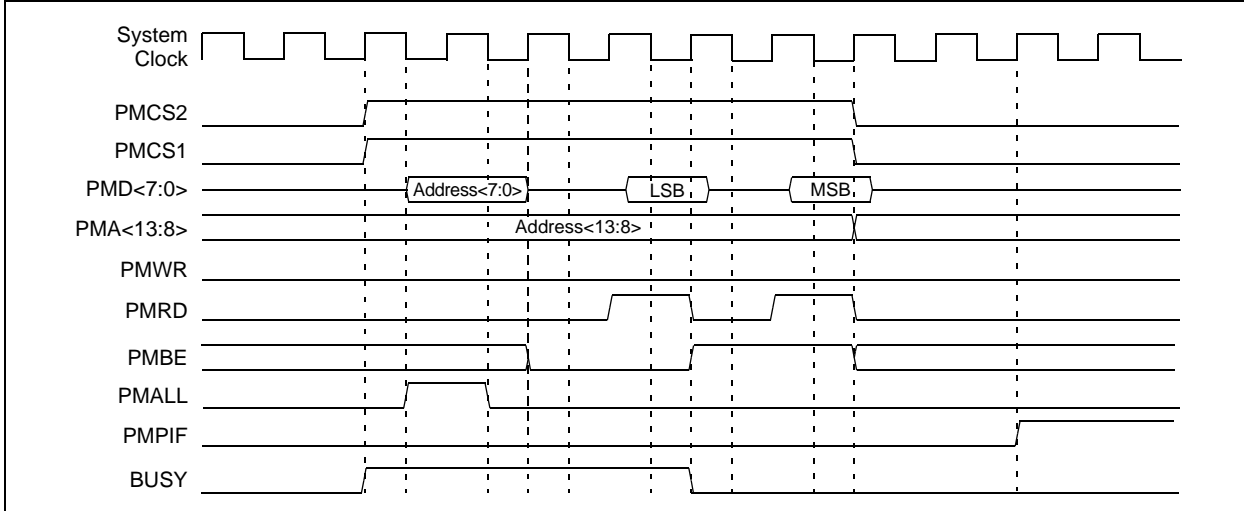 System
Clock
PMCS2
PMCS1
PMD<7:0>
Address<7:0>
LSB
MSB
PMA<13:8>
Address<13:8>
PMWR
PMRD
PMBE
PMALL
PMPIF
BUSY